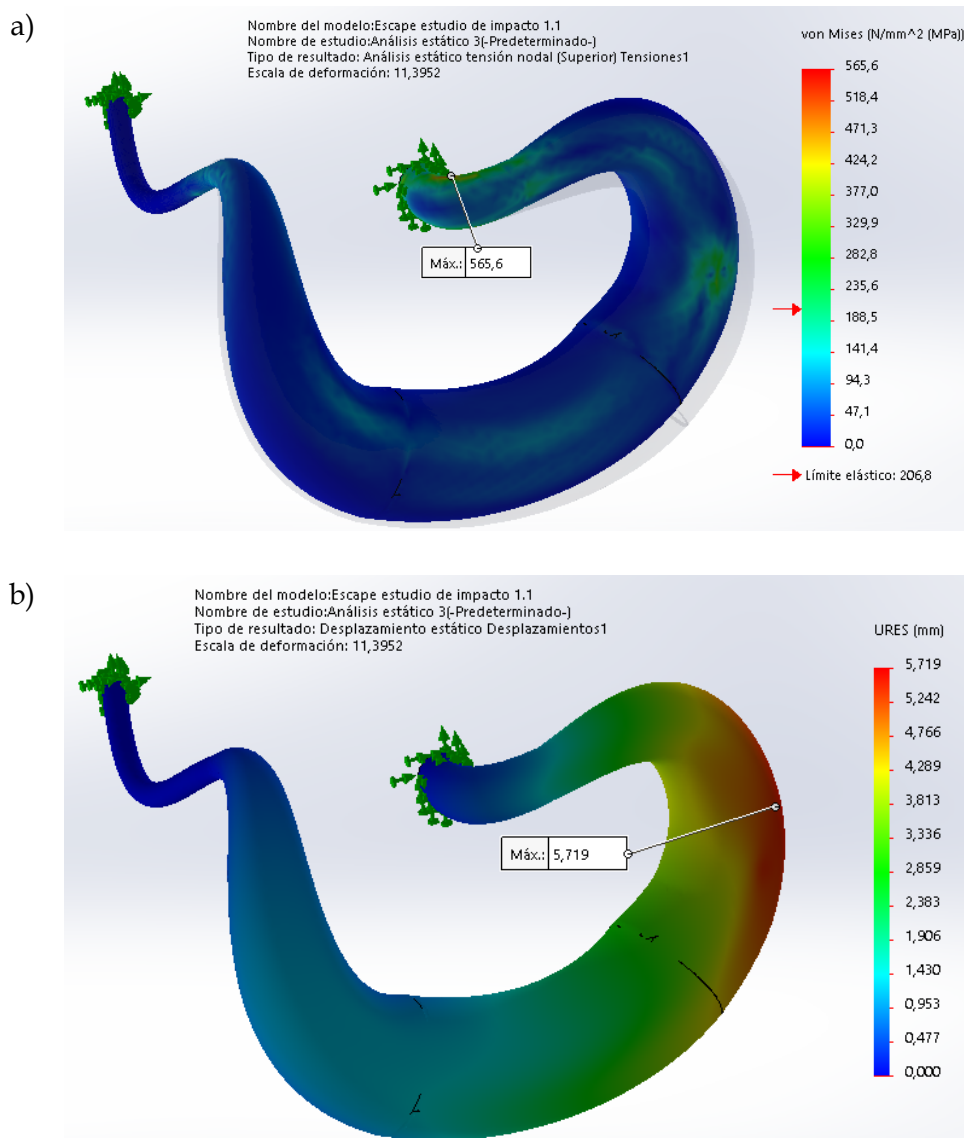 a)
Nombre del modelo:Escape estudio de impacto 1.1
Nombre de estudio:Análisis estático 3(-Predeterminado-)
Tipo de resultado: Análisis estático tensión nodal (Superior) Tensiones1
Escala de deformación: 11,3952
von Mises (N/mm^2 (MPa))
565,6
518,4
471,3
424,2
377,0
329,9
282,8
235,6
188,5
141,4
94,3
47,1
0,0
Límite elástico: 206,8
Máx.: 565,6
b)
Nombre del modelo:Escape estudio de impacto 1.1
Nombre de estudio:Análisis estático 3(-Predeterminado-)
Tipo de resultado: Desplazamiento estático Desplazamientos1
Escala de deformación: 11,3952
URES (mm)
5,719
5,242
4,766
4,289
3,813
3,336
2,859
2,383
1,906
1,430
0,953
0,477
0,000
Máx.: 5,719